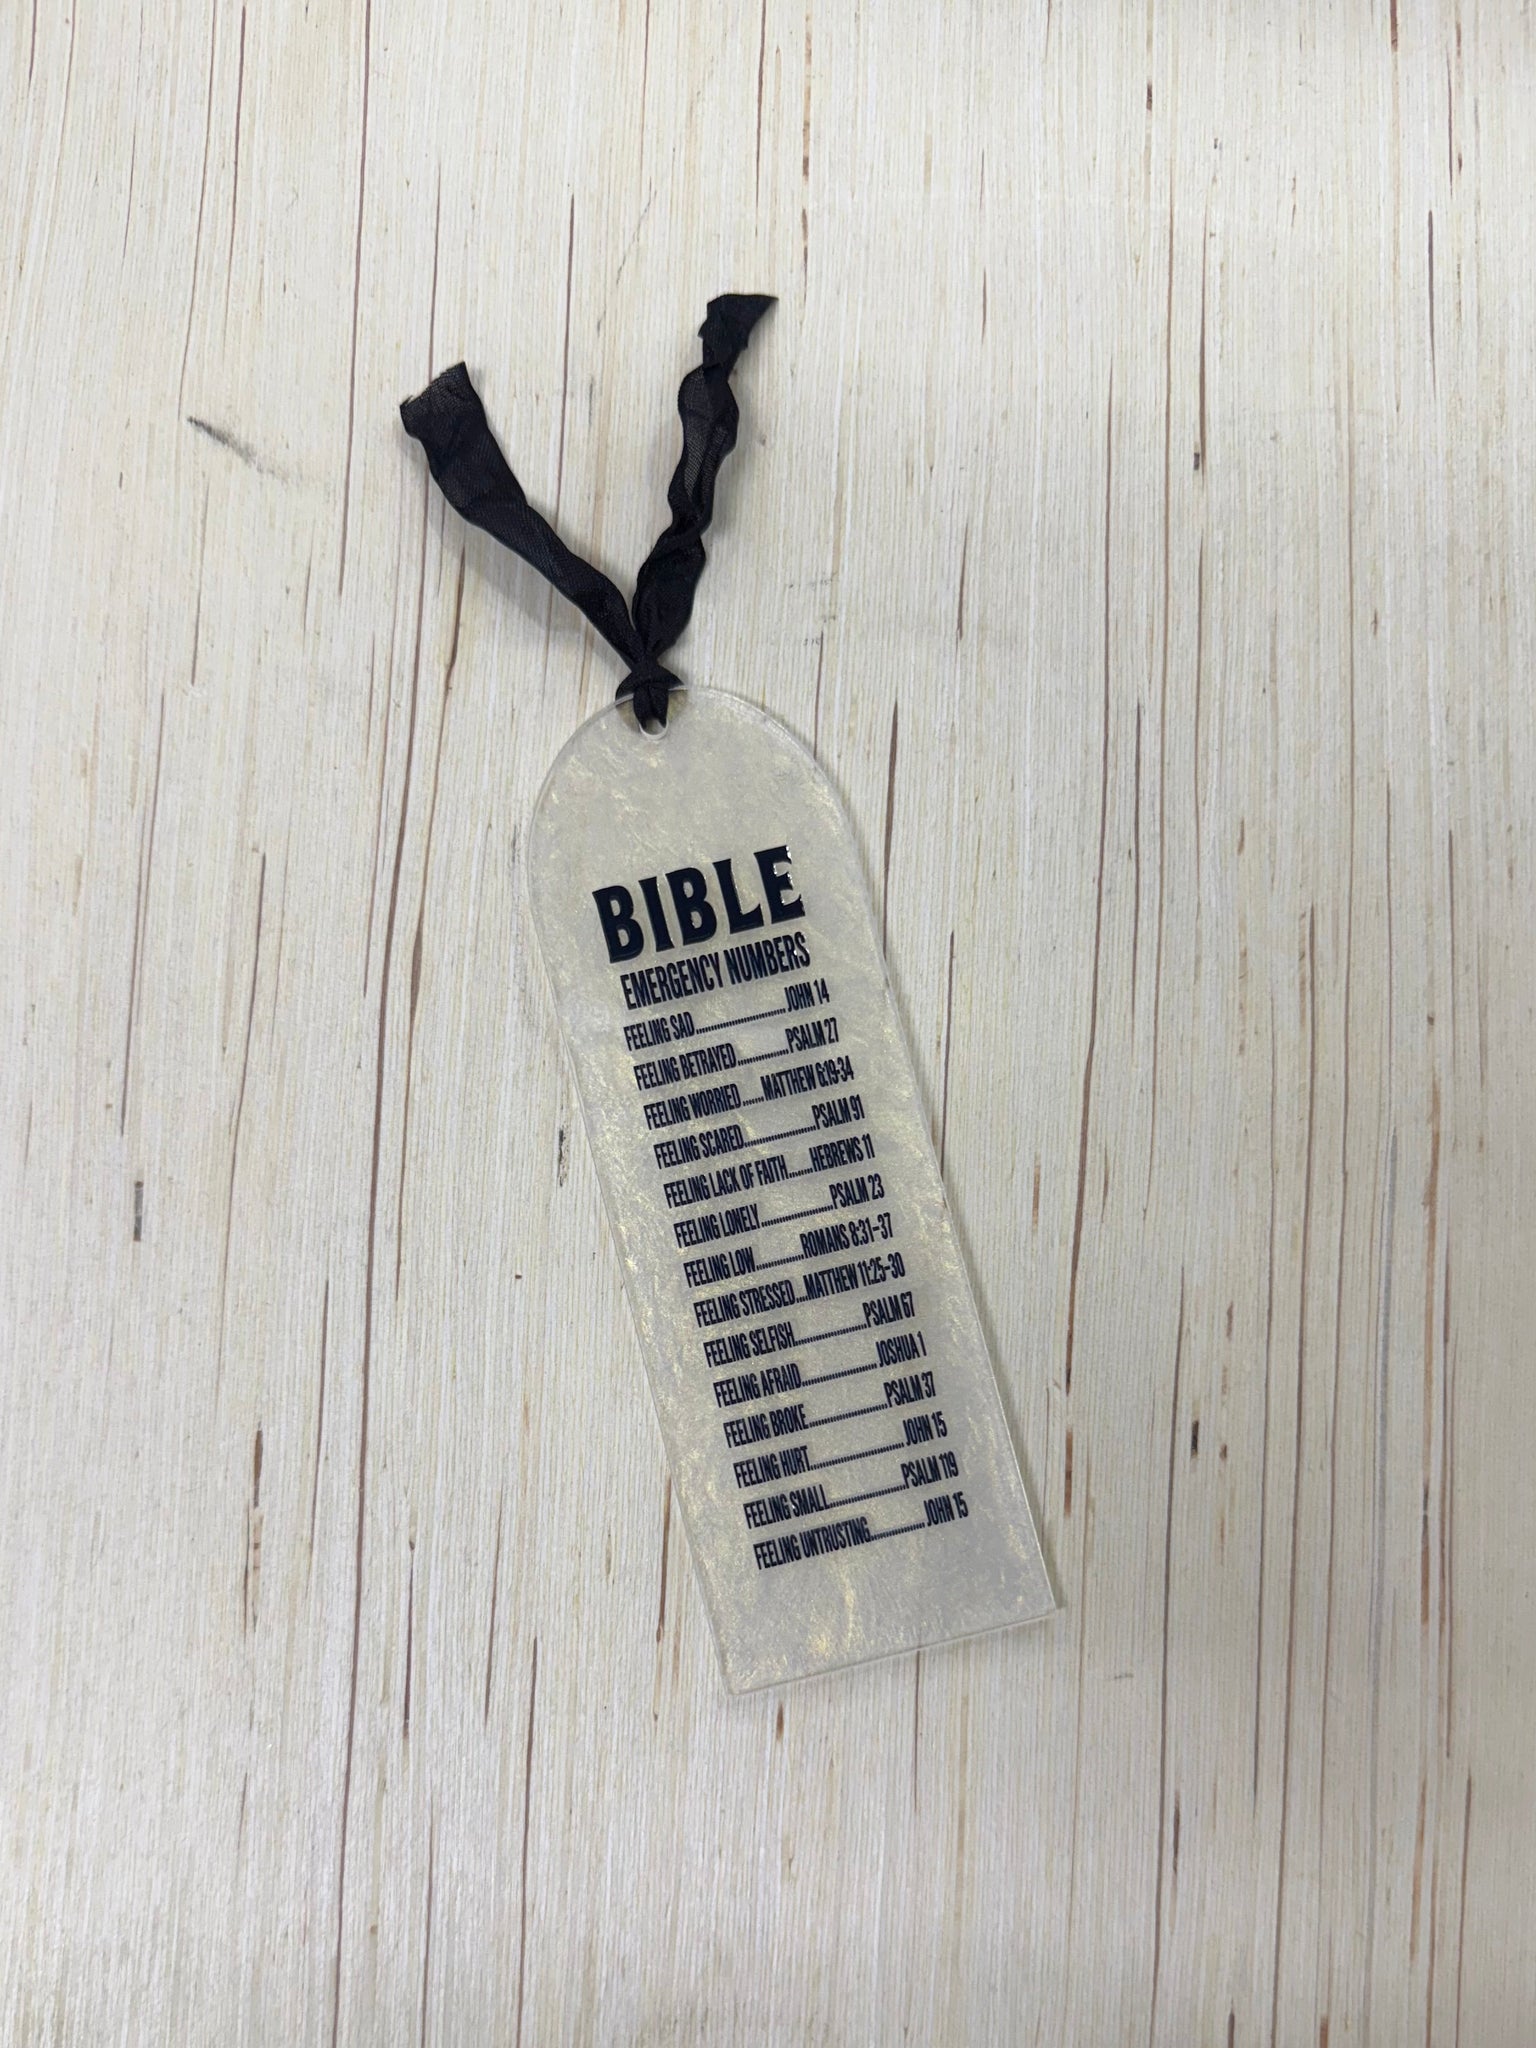 BIBLE
EMERGENCY NUMBERS
FEELING SAD......................JOHN 14
FEELING BETRAYED.............PSALM 27
FEELING WORRIED......MATTHEW 6:19-34
FEELING SCARED..................PSALM 91
FEELING LACK OF FAITH......HEBREWS 11
FEELING LONELY..................PSALM 23
FEELING LOW............ROMANS 8:31-37
FEELING STRESSED...MATTHEW 11:25-30
FEELING SELFISH..................PSALM 67
FEELING AFRAID...................JOSHUA 1
FEELING BROKE....................PSALM 37
FEELING HURT........................JOHN 15
FEELING SMALL...................PSALM 119
FEELING UNTRUSTING..............JOHN 15